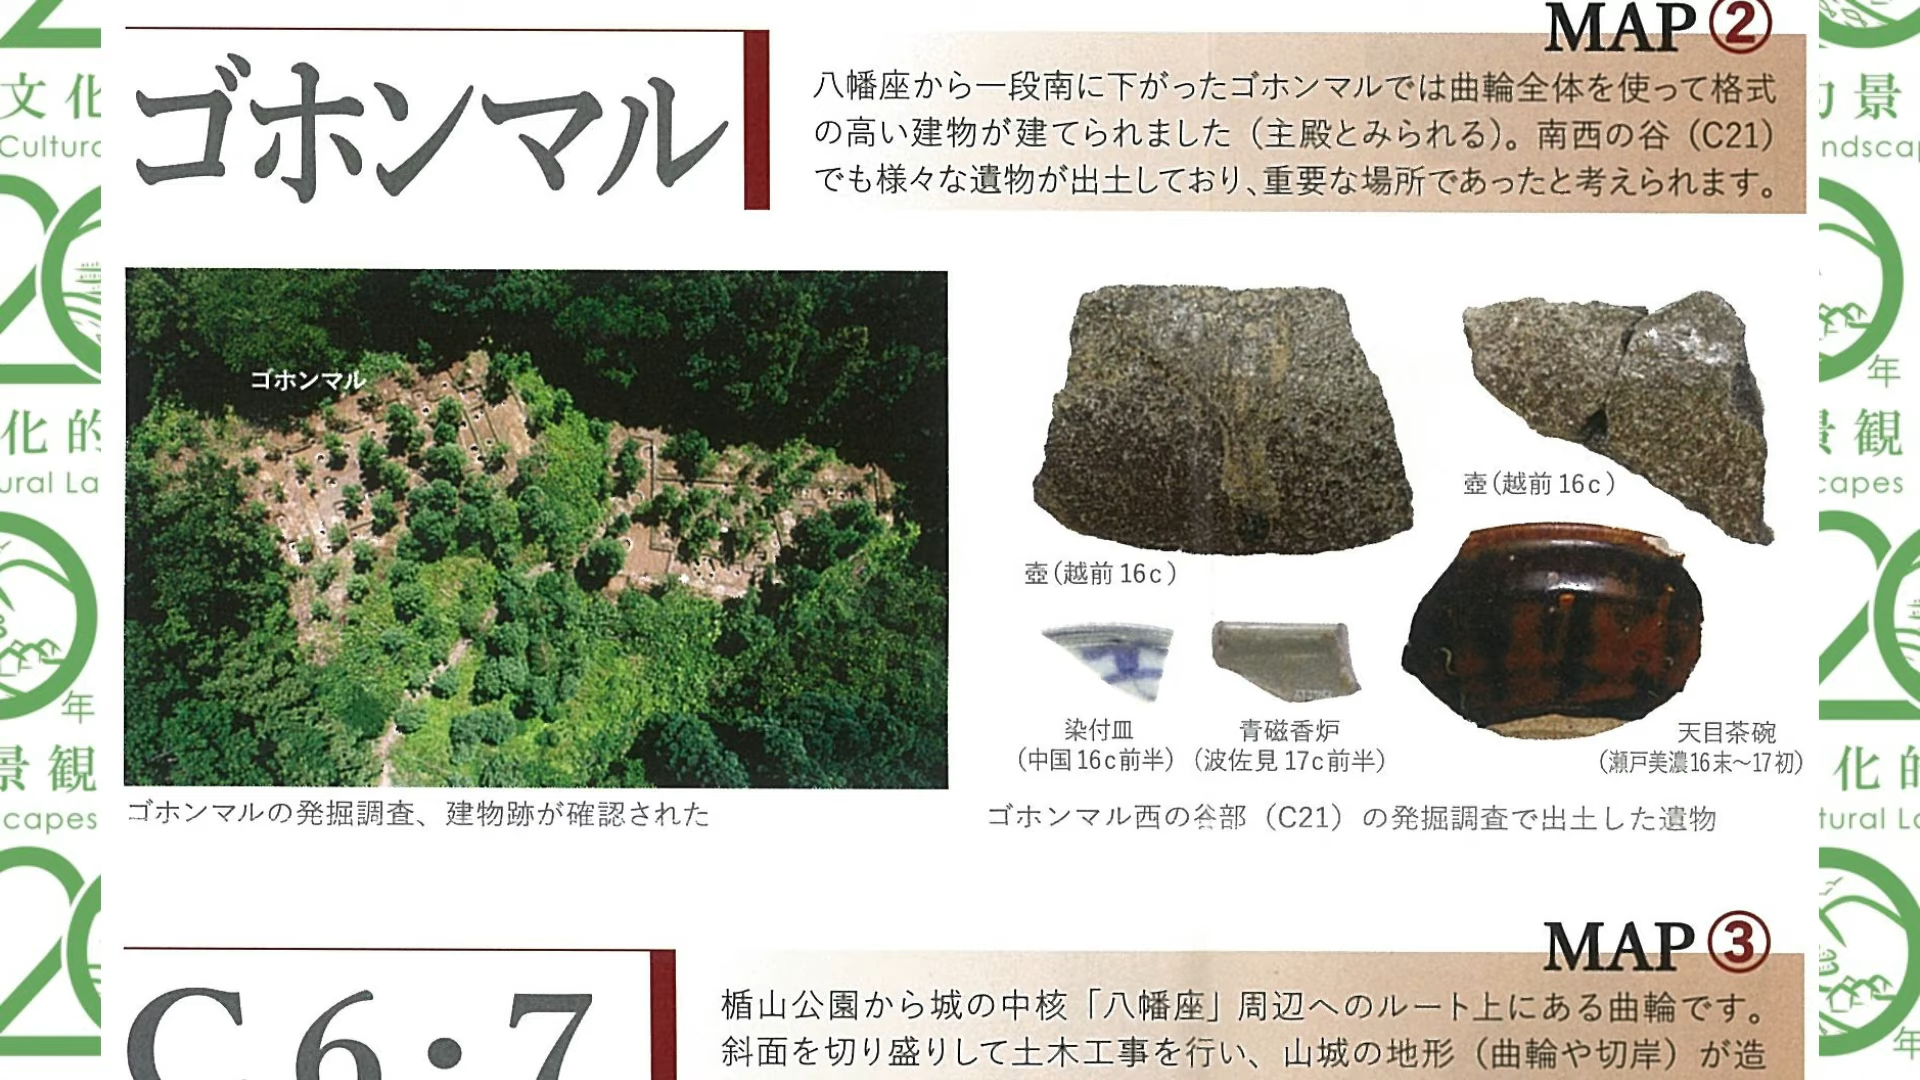 MAP②
ゴホンマル
八幡座から一段南に下がったゴホンマルでは曲輪全体を使って格式
の高い建物が建てられました（主殿とみられる）。南西の谷（C21）
でも様々な遺物が出土しており、重要な場所であったと考えられます。
ゴホンマル
ゴホンマルの発掘調査、建物跡が確認された
壺（越前16c）
壺（越前16c）
染付皿
（中国16c前半）
青磁香炉
（波佐見17c前半）
天目茶碗
（瀬戸美濃16末〜17初）
ゴホンマル西の谷部（C21）の発掘調査で出土した遺物
MAP③
C6・7
楯山公園から城の中核「八幡座」周辺へのルート上にある曲輪です。
斜面を切り盛りして土木工事を行い、山城の地形（曲輪や切岸）が造
文化
Cultura
年
化的
ural La
年
景観
capes
的景
ndscap
年
景観
capes
化的
tural La
年